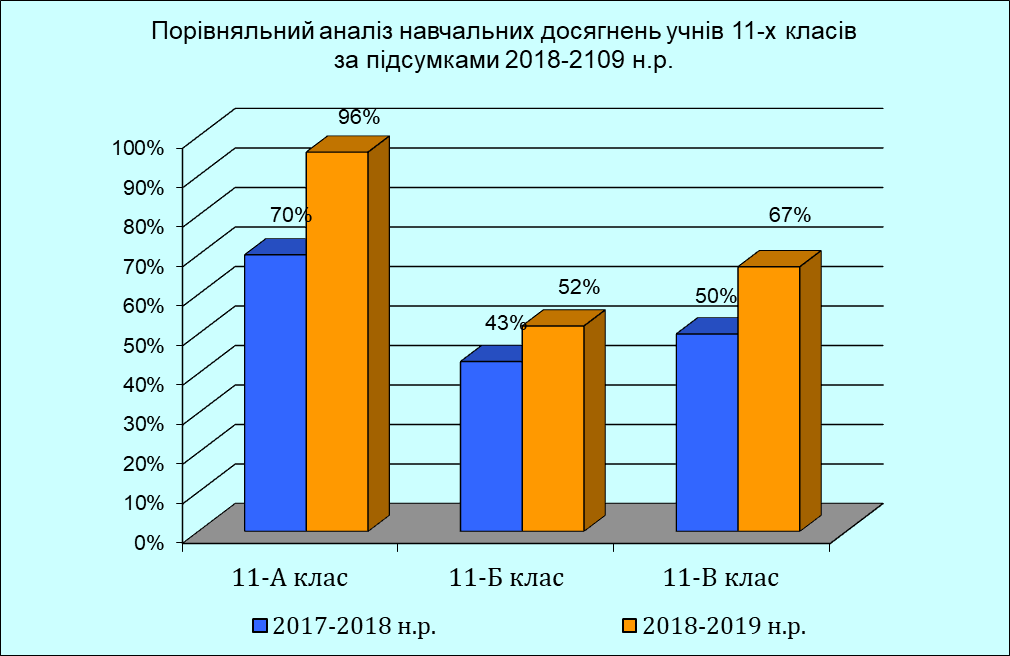 Порівняльний аналіз навчальних досягнень учнів 11-х класів
за підсумками 2018-2109 н.р.
96%
100%
90%
80%
70%
60%
50%
40%
30%
20%
10%
0%
70%
67%
52%
50%
43%
11-А клас
11-Б клас
11-В клас
2017-2018 н.р.
2018-2019 н.р.